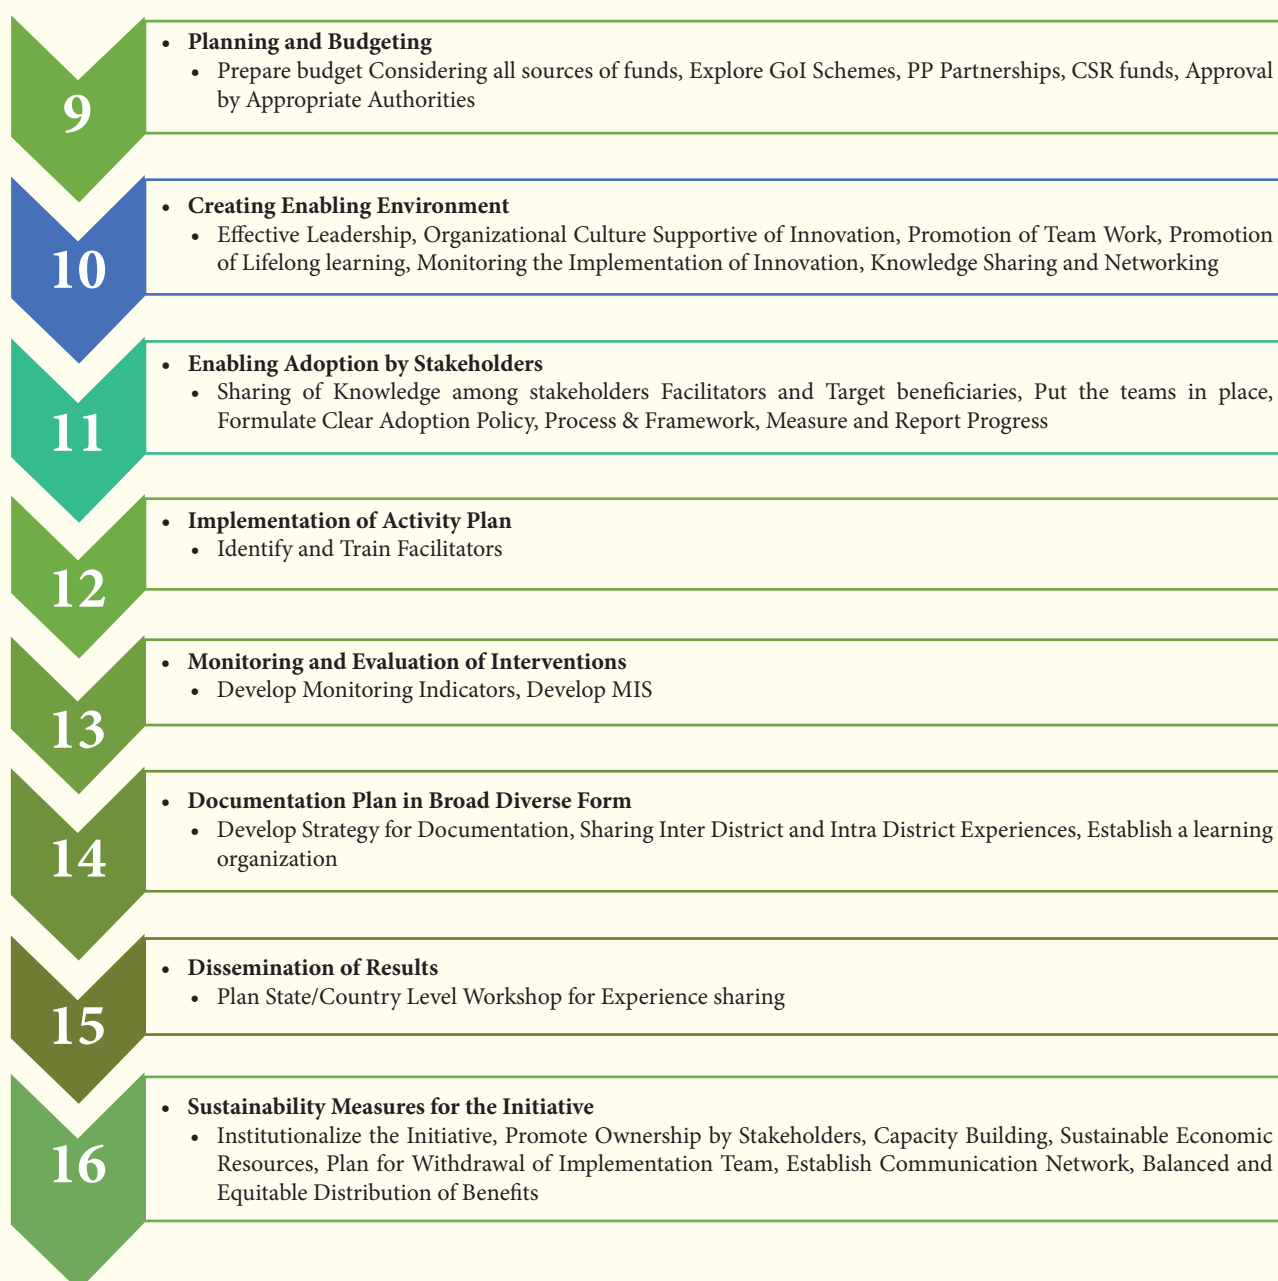 9
• Planning and Budgeting
• Prepare budget Considering all sources of funds, Explore GoI Schemes, PP Partnerships, CSR funds, Approval
by Appropriate Authorities
10
• Creating Enabling Environment
• Effective Leadership, Organizational Culture Supportive of Innovation, Promotion of Team Work, Promotion
of Lifelong learning, Monitoring the Implementation of Innovation, Knowledge Sharing and Networking
11
• Enabling Adoption by Stakeholders
• Sharing of Knowledge among stakeholders Facilitators and Target beneficiaries, Put the teams in place,
Formulate Clear Adoption Policy, Process & Framework, Measure and Report Progress
12
• Implementation of Activity Plan
• Identify and Train Facilitators
13
• Monitoring and Evaluation of Interventions
• Develop Monitoring Indicators, Develop MIS
14
• Documentation Plan in Broad Diverse Form
• Develop Strategy for Documentation, Sharing Inter District and Intra District Experiences, Establish a learning
organization
15
• Dissemination of Results
• Plan State/Country Level Workshop for Experience sharing
16
• Sustainability Measures for the Initiative
• Institutionalize the Initiative, Promote Ownership by Stakeholders, Capacity Building, Sustainable Economic
Resources, Plan for Withdrawal of Implementation Team, Establish Communication Network, Balanced and
Equitable Distribution of Benefits